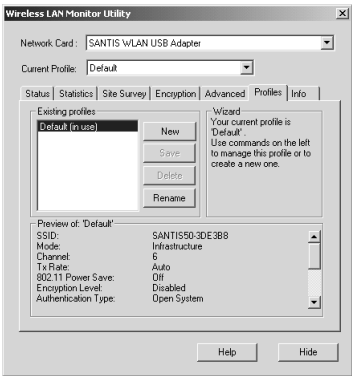 Wireless LAN Monitor Utility
Network Card : SANTIS WLAN USB Adapter
Current Profile: Default
Status Statistics Site Survey Encryption Advanced Profiles Info
Existing profiles
Default (in use)
New
Save
Delete
Rename
Wizard
Your current profile is
'Default'.
Use commands on the left
to manage this profile or to
create a new one.
Preview of: 'Default'
SSID: SANTIS50-3DE3B8
Mode: Infrastructure
Channel: 6
Tx Rate: Auto
802.11 Power Save: Off
Encryption Level: Disabled
Authentication Type: Open System
Help Hide